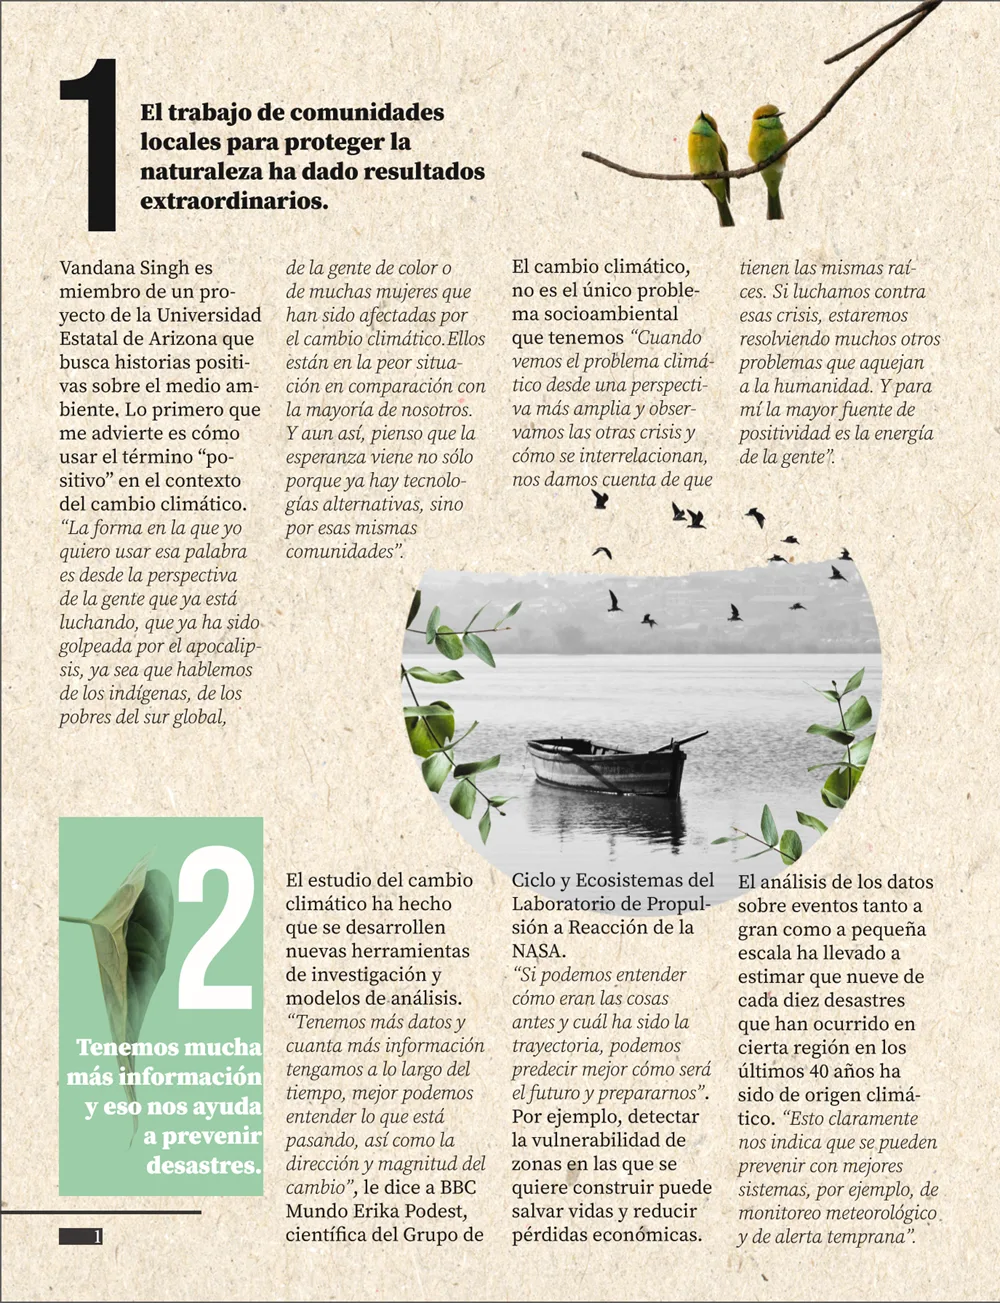 1
El trabajo de comunidades
locales para proteger la
naturaleza ha dado resultados
extraordinarios.
Vandana Singh es
miembro de un pro-
yecto de la Universidad
Estatal de Arizona que
busca historias positi-
vas sobre el medio am-
biente. Lo primero que
me advierte es cómo
usar el término “po-
sitivo” en el contexto
del cambio climático.
“La forma en la que yo
quiero usar esa palabra
es desde la perspectiva
de la gente que ya está
luchando, que ya ha sido
golpeada por el apocalip-
sis, ya sea que hablemos
de los indígenas, de los
pobres del sur global,
de la gente de color o
de muchas mujeres que
han sido afectadas por
el cambio climático.Ellos
están en la peor situa-
ción en comparación con
la mayoría de nosotros.
Y aun así, pienso que la
esperanza viene no sólo
porque ya hay tecnolo-
gías alternativas, sino
por esas mismas
comunidades”.
El cambio climático,
no es el único proble-
ma socioambiental
que tenemos “Cuando
vemos el problema climá-
tico desde una perspecti-
va más amplia y obser-
vamos las otras crisis y
cómo se interrelacionan,
nos damos cuenta de que
tienen las mismas raí-
ces. Si luchamos contra
esas crisis, estaremos
resolviendo muchos otros
problemas que aquejan
a la humanidad. Y para
mí la mayor fuente de
positividad es la energía
de la gente”.
2
Tenemos mucha
más información
y eso nos ayuda
a prevenir
desastres.
El estudio del cambio
climático ha hecho
que se desarrollen
nuevas herramientas
de investigación y
modelos de análisis.
“Tenemos más datos y
cuanta más información
tengamos a lo largo del
tiempo, mejor podemos
entender lo que está
pasando, así como la
dirección y magnitud del
cambio”, le dice a BBC
Mundo Erika Podest,
científica del Grupo de
Ciclo y Ecosistemas del
Laboratorio de Propul-
sión a Reacción de la
NASA.
“Si podemos entender
cómo eran las cosas
antes y cuál ha sido la
trayectoria, podemos
predecir mejor cómo será
el futuro y prepararnos”.
Por ejemplo, detectar
la vulnerabilidad de
zonas en las que se
quiere construir puede
salvar vidas y reducir
pérdidas económicas.
El análisis de los datos
sobre eventos tanto a
gran como a pequeña
escala ha llevado a
estimar que nueve de
cada diez desastres
que han ocurrido en
cierta región en los
últimos 40 años ha
sido de origen climá-
tico. “Esto claramente
nos indica que se pueden
prevenir con mejores
sistemas, por ejemplo, de
monitoreo meteorológico
y de alerta temprana”.
1